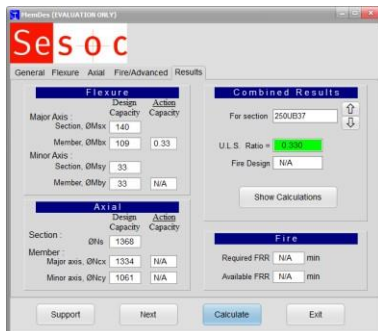 MemDes (EVALUATION ONLY)
Sesoc
General Flexure Axial Fire/Advanced Results
Flexure
Design Capacity Action Capacity
Major Axis :
Section, ØMsx 140
Member, ØMbx 109 0.33
Minor Axis :
Section, ØMsy 33
Member, ØMby 33 N/A
Axial
Design Capacity Action Capacity
Section :
ØNs 1368
Member :
Major axis, ØNcx 1334 N/A
Minor axis, ØNcy 1061 N/A
Combined Results
For section 250UB37
U.L.S. Ratio = 0.330
Fire Design N/A
Show Calculations
Fire
Required FRR N/A min
Available FRR N/A min
Support Next Calculate Exit